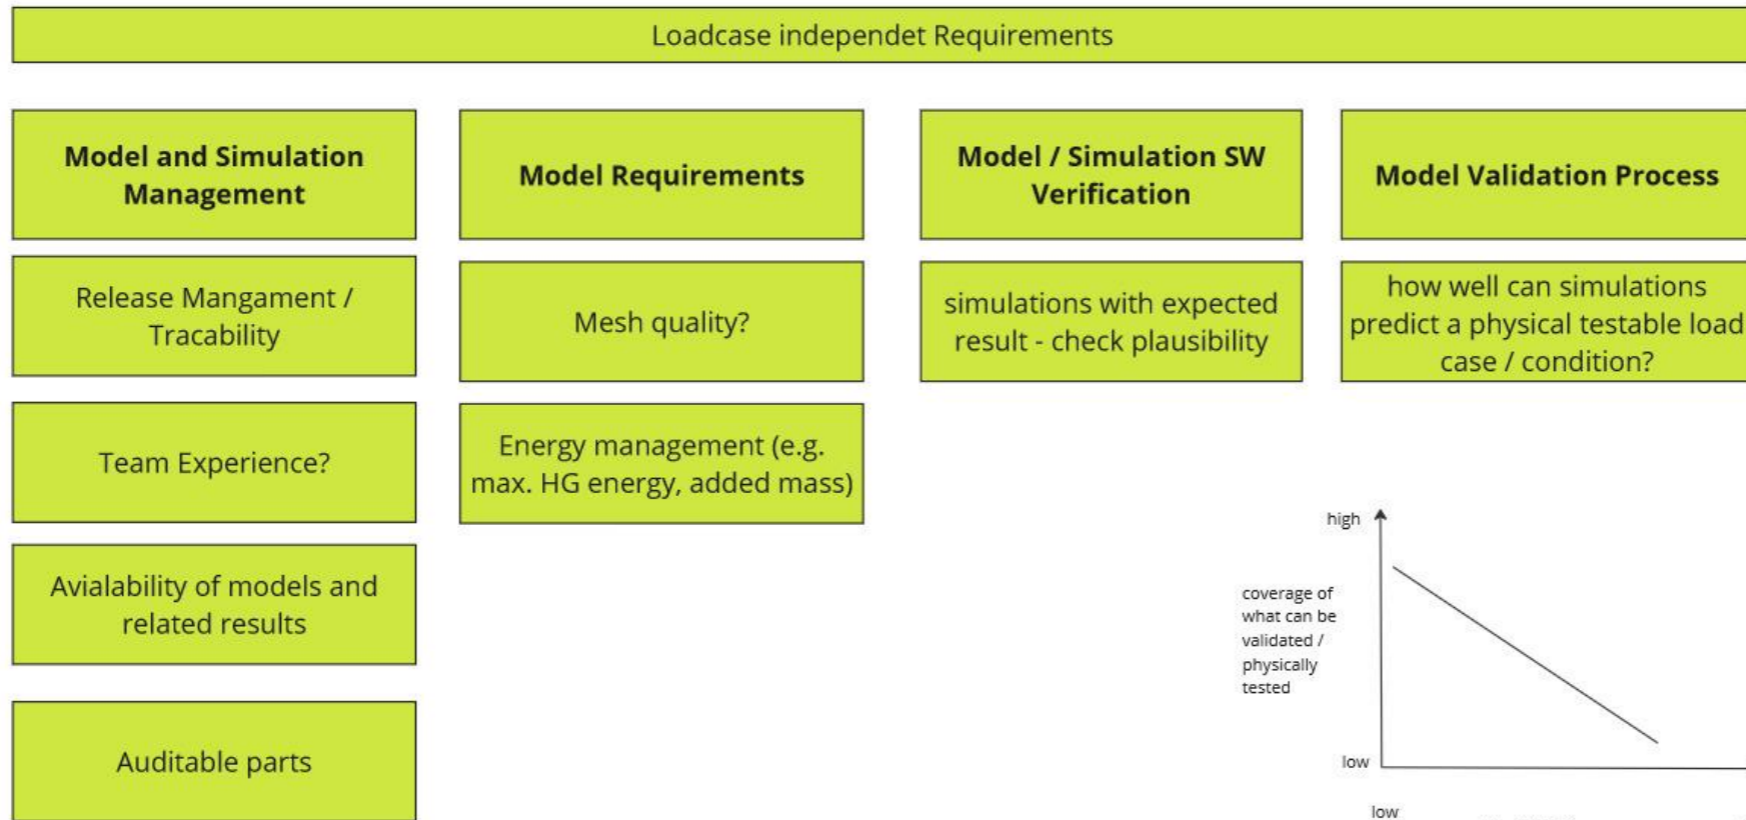 Loadcase independet Requirements
Model and Simulation
Management
Release Mangament /
Tracability
Team Experience?
Avialability of models and
related results
Auditable parts
Model Requirements
Mesh quality?
Energy management (e.g.
max. HG energy, added mass)
Model / Simulation SW
Verification
simulations with expected
result - check plausibility
Model Validation Process
how well can simulations
predict a physical testable load
case / condition?
high
coverage of
what can be
validated /
physically
tested
low
low